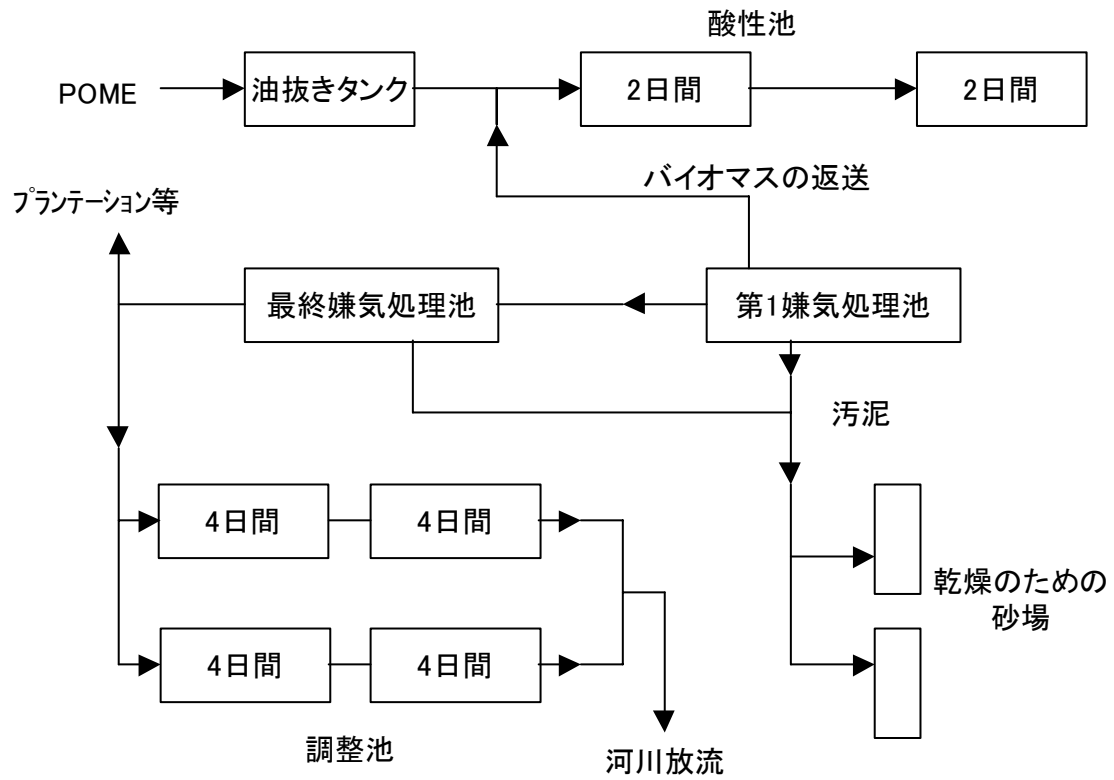 酸性池
POME
油抜きタンク
2日間
2日間
バイオマスの返送
プランテーション等
最終嫌気処理池
第1嫌気処理池
汚泥
4日間
4日間
乾燥のための
砂場
4日間
4日間
調整池
河川放流